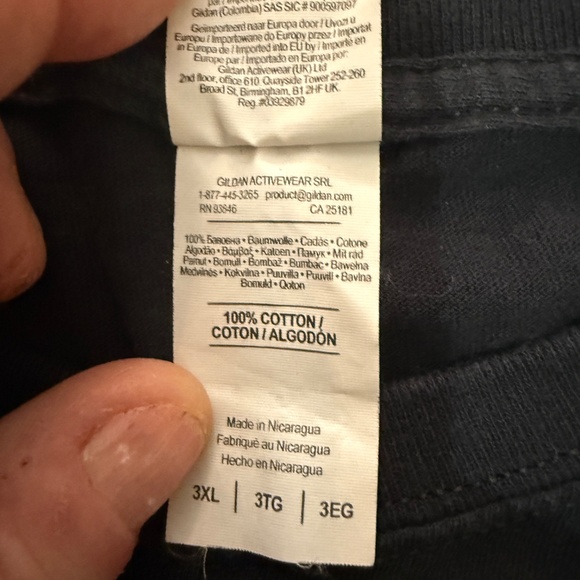 Gildan (Colombia) SAS SIC # 900597097
Geïmporteerd naar Europa door / Uvozi u
Europu / Importowane do Europy przez / Importat
in Europa de / Imported into EU by / Importé en
Europe par / Importado en Europa por:
Gildan Activewear (UK) Ltd
2nd floor, office 610 Quayside Tower 252-260
Broad St, Birmingham, B1 2HF UK.
Reg. #03929879
GILDAN ACTIVEWEAR SRL
1-877-445-3265 product@gildan.com
RN 93846 CA 25181
100% Бавовна • Baumwolle • Cadás • Cotone
Algodão • Βαμβάξ • Katoen • Памук • Mit rad
Pamut • Bomull • Bombaž • Bumbac • Bawełna
Medvilnės • Kokvilna • Puuvilla • Puuvill • Bavlna
Bomuld • Qoton
100% COTTON /
COTON / ALGODÓN
Made in Nicaragua
Fabriqué au Nicaragua
Hecho en Nicaragua
3XL | 3TG | 3EG